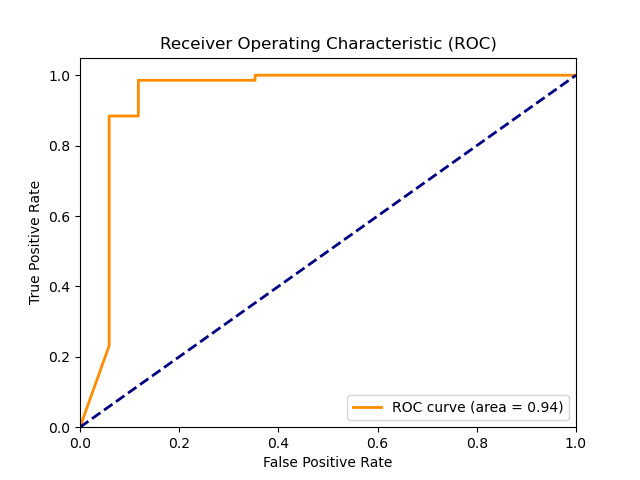 Receiver Operating Characteristic (ROC)
1.0
0.8
0.6
0.4
0.2
0.0
True Positive Rate
ROC curve (area = 0.94)
0.0 0.2 0.4 0.6 0.8 1.0
False Positive Rate